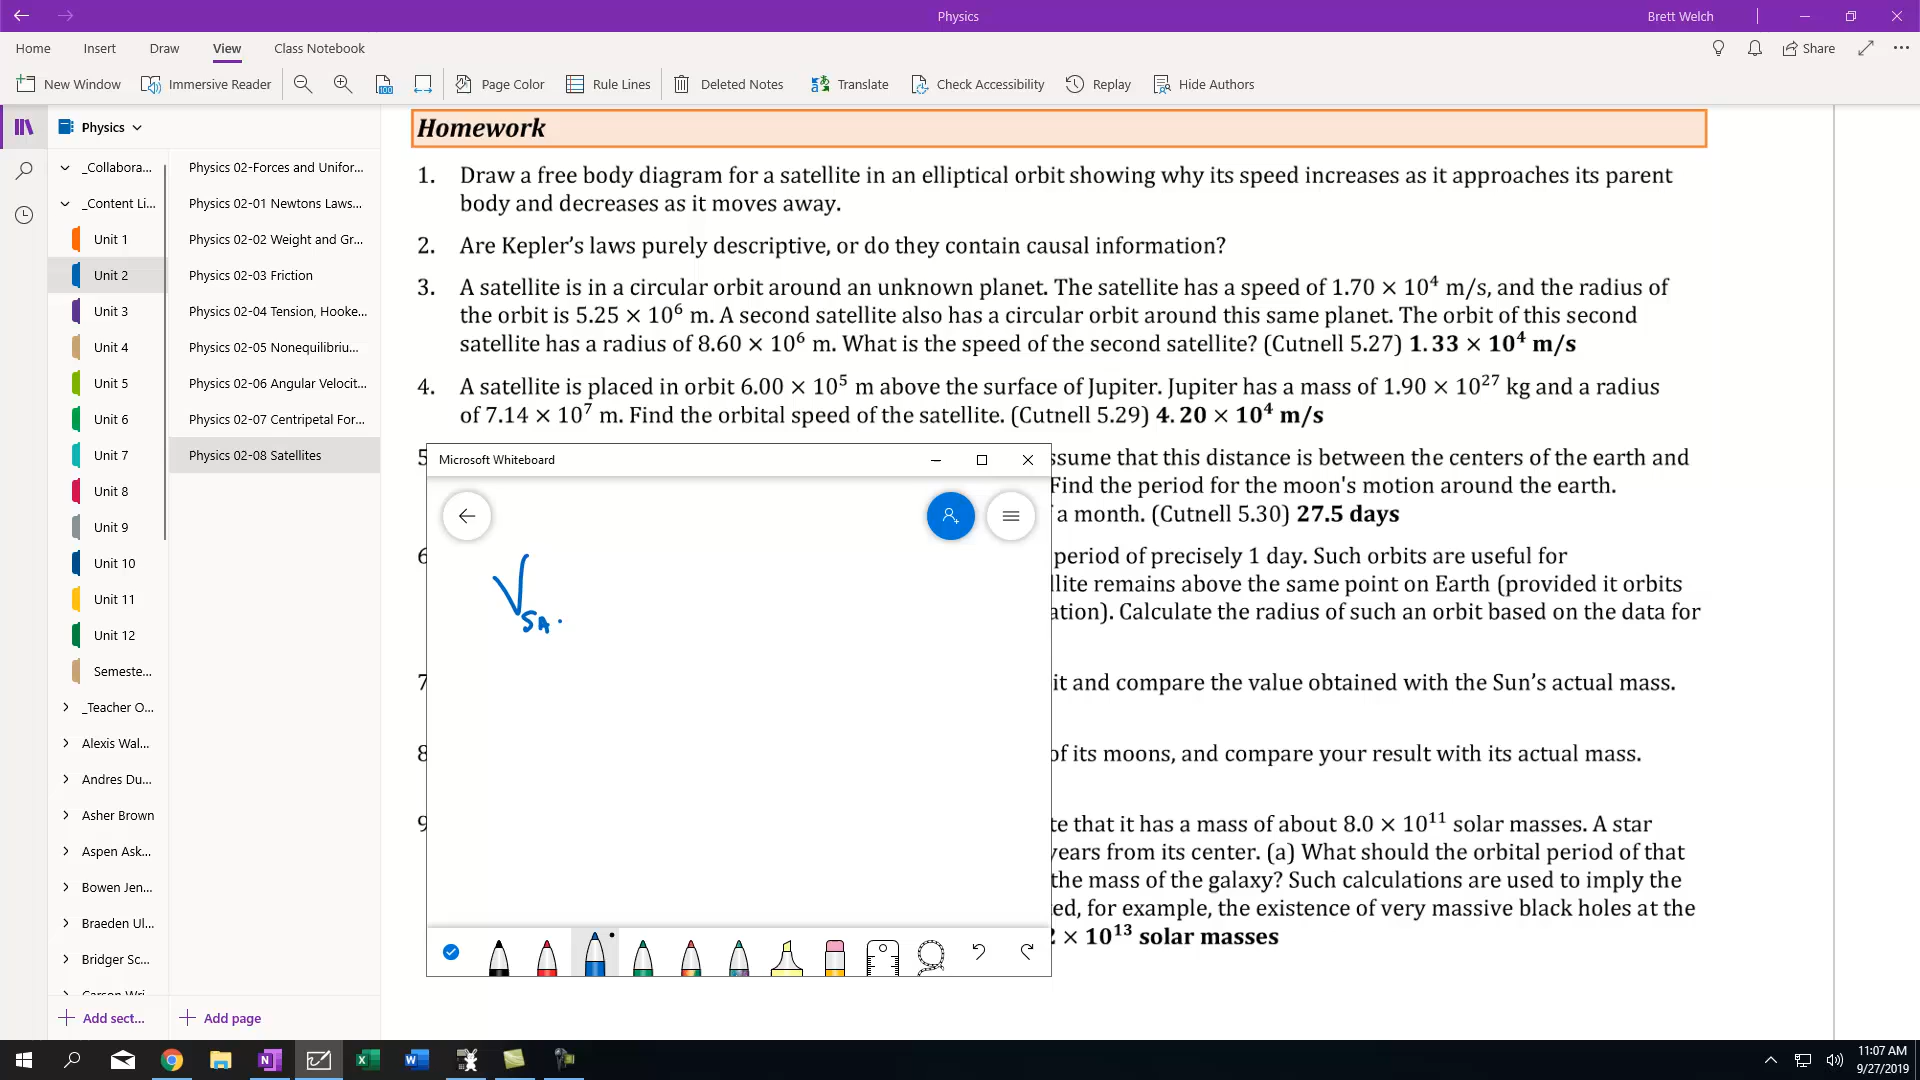 Physics
Brett Welch
Home Insert Draw View Class Notebook
Share
New Window Immersive Reader Page Color Rule Lines Deleted Notes Translate Check Accessibility Replay Hide Authors
Physics
_Collabora...
_Content Li...
Unit 1
Unit 2
Unit 3
Unit 4
Unit 5
Unit 6
Unit 7
Unit 8
Unit 9
Unit 10
Unit 11
Unit 12
Semeste...
_Teacher O...
Alexis Wal...
Andres Du...
Asher Brown
Aspen Ask...
Bowen Jen...
Braeden Ul...
Bridger Sc...
Carson Wri...
Add sect...
Physics 02-Forces and Unifor...
Physics 02-01 Newtons Laws...
Physics 02-02 Weight and Gr...
Physics 02-03 Friction
Physics 02-04 Tension, Hooke...
Physics 02-05 Nonequilibriu...
Physics 02-06 Angular Velocit...
Physics 02-07 Centripetal For...
Physics 02-08 Satellites
Add page
Homework
1. Draw a free body diagram for a satellite in an elliptical orbit showing why its speed increases as it approaches its parent
body and decreases as it moves away.
2. Are Kepler’s laws purely descriptive, or do they contain causal information?
3. A satellite is in a circular orbit around an unknown planet. The satellite has a speed of 1.70 × 10⁴ m/s, and the radius of
the orbit is 5.25 × 10⁶ m. A second satellite also has a circular orbit around this same planet. The orbit of this second
satellite has a radius of 8.60 × 10⁶ m. What is the speed of the second satellite? (Cutnell 5.27) 1.33 × 10⁴ m/s
4. A satellite is placed in orbit 6.00 × 10⁵ m above the surface of Jupiter. Jupiter has a mass of 1.90 × 10²⁷ kg and a radius
of 7.14 × 10⁷ m. Find the orbital speed of the satellite. (Cutnell 5.29) 4.20 × 10⁴ m/s
5 ssume that this distance is between the centers of the earth and
Find the period for the moon's motion around the earth.
f a month. (Cutnell 5.30) 27.5 days
6 period of precisely 1 day. Such orbits are useful for
llite remains above the same point on Earth (provided it orbits
ation). Calculate the radius of such an orbit based on the data for
7 it and compare the value obtained with the Sun’s actual mass.
8 of its moons, and compare your result with its actual mass.
9 te that it has a mass of about 8.0 × 10¹¹ solar masses. A star
years from its center. (a) What should the orbital period of that
the mass of the galaxy? Such calculations are used to imply the
ed, for example, the existence of very massive black holes at the
2 × 10¹³ solar masses
Microsoft Whiteboard
V
SA
11:07 AM
9/27/2019